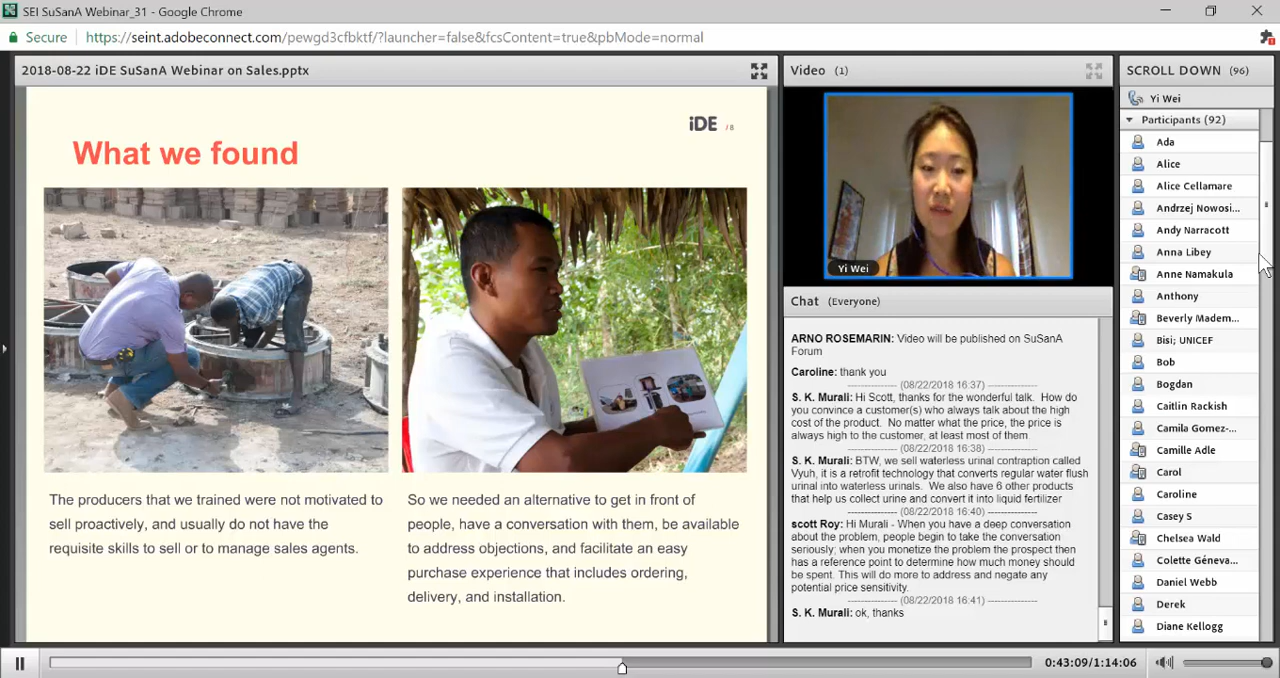 SEI SuSanA Webinar_31 - Google Chrome
Secure
https://seint.adobeconnect.com/pewgd3cfbktf/?launcher=false&fcsContent=true&pbMode=normal
2018-08-22 iDE SuSanA Webinar on Sales.pptx
iDE /8
What we found
The producers that we trained were not motivated to
sell proactively, and usually do not have the
requisite skills to sell or to manage sales agents.
So we needed an alternative to get in front of
people, have a conversation with them, be available
to address objections, and facilitate an easy
purchase experience that includes ordering,
delivery, and installation.
Video (1)
Yi Wei
Chat (Everyone)
ARNO ROSEMARIN: Video will be published on SuSanA
Forum
Caroline: thank you
--------------- (08/22/2018 16:37) ---------------
S. K. Murali: Hi Scott, thanks for the wonderful talk. How do
you convince a customer(s) who always talk about the high
cost of the product. No matter what the price, the price is
always high to the customer, at least most of them
--------------- (08/22/2018 16:38) ---------------
S. K. Murali: BTW, we sell waterless urinal contraption called
Vyuh, it is a retrofit technology that converts regular water flush
urinal into waterless urinals. We also have 6 other products
that help us collect urine and convert it into liquid fertilizer
--------------- (08/22/2018 16:40) ---------------
scott Roy: Hi Murali - When you have a deep conversation
about the problem, people begin to take the conversation
seriously; when you monetize the problem the prospect then
has a reference point to determine how much money should
be spent. This will do more to address and negate any
potential price sensitivity.
--------------- (08/22/2018 16:41) ---------------
S. K. Murali: ok, thanks
SCROLL DOWN (96)
Yi Wei
Participants (92)
Ada
Alice
Alice Cellamare
Andrzej Nowosi...
Andy Narracott
Anna Libey
Anne Namakula
Anthony
Beverly Madem...
Bisi; UNICEF
Bob
Bogdan
Caitlin Rackish
Camila Gomez-...
Camille Adle
Carol
Caroline
Casey S
Chelsea Wald
Colette Géneva...
Daniel Webb
Derek
Diane Kellogg
0:43:09/1:14:06